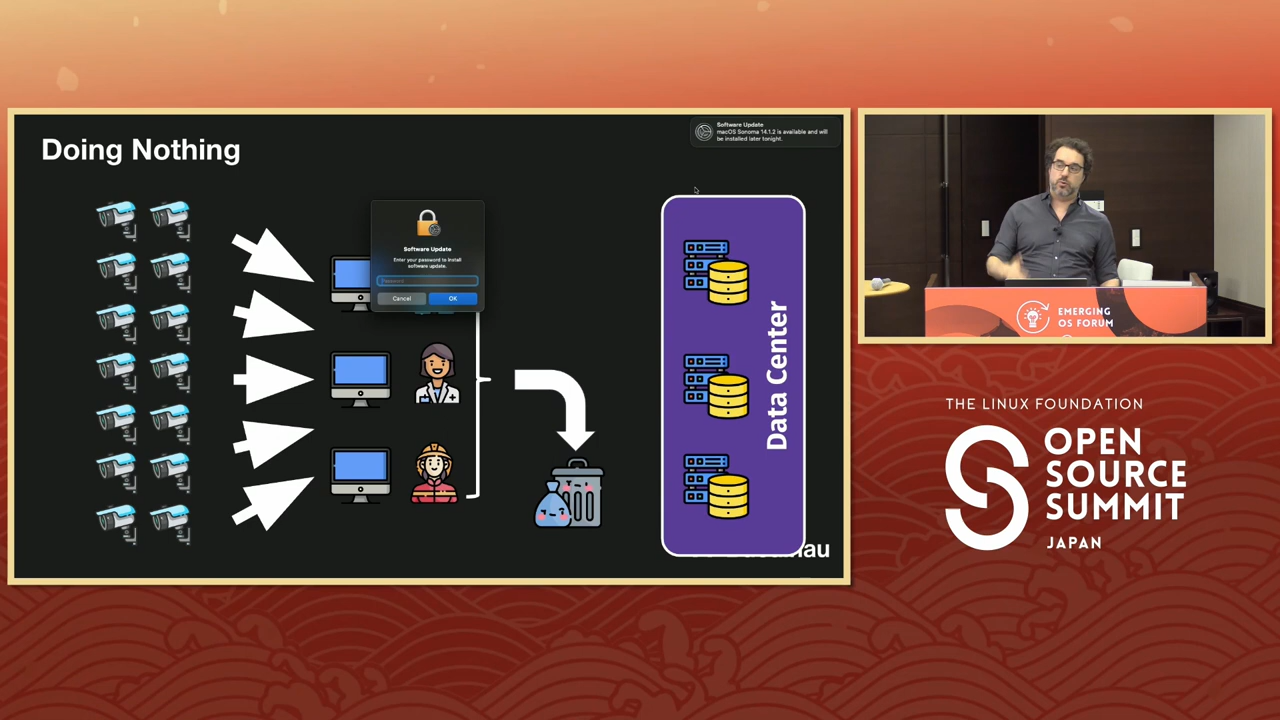 Doing Nothing
Software Update
macOS Sonoma 14.1.2 is available and will
be installed later tonight.
Software Update
Enter your password to install
software update.
Password
Cancel
OK
Data Center
EMERGING
OS FORUM
THE LINUX FOUNDATION
OPEN
SOURCE
SUMMIT
JAPAN